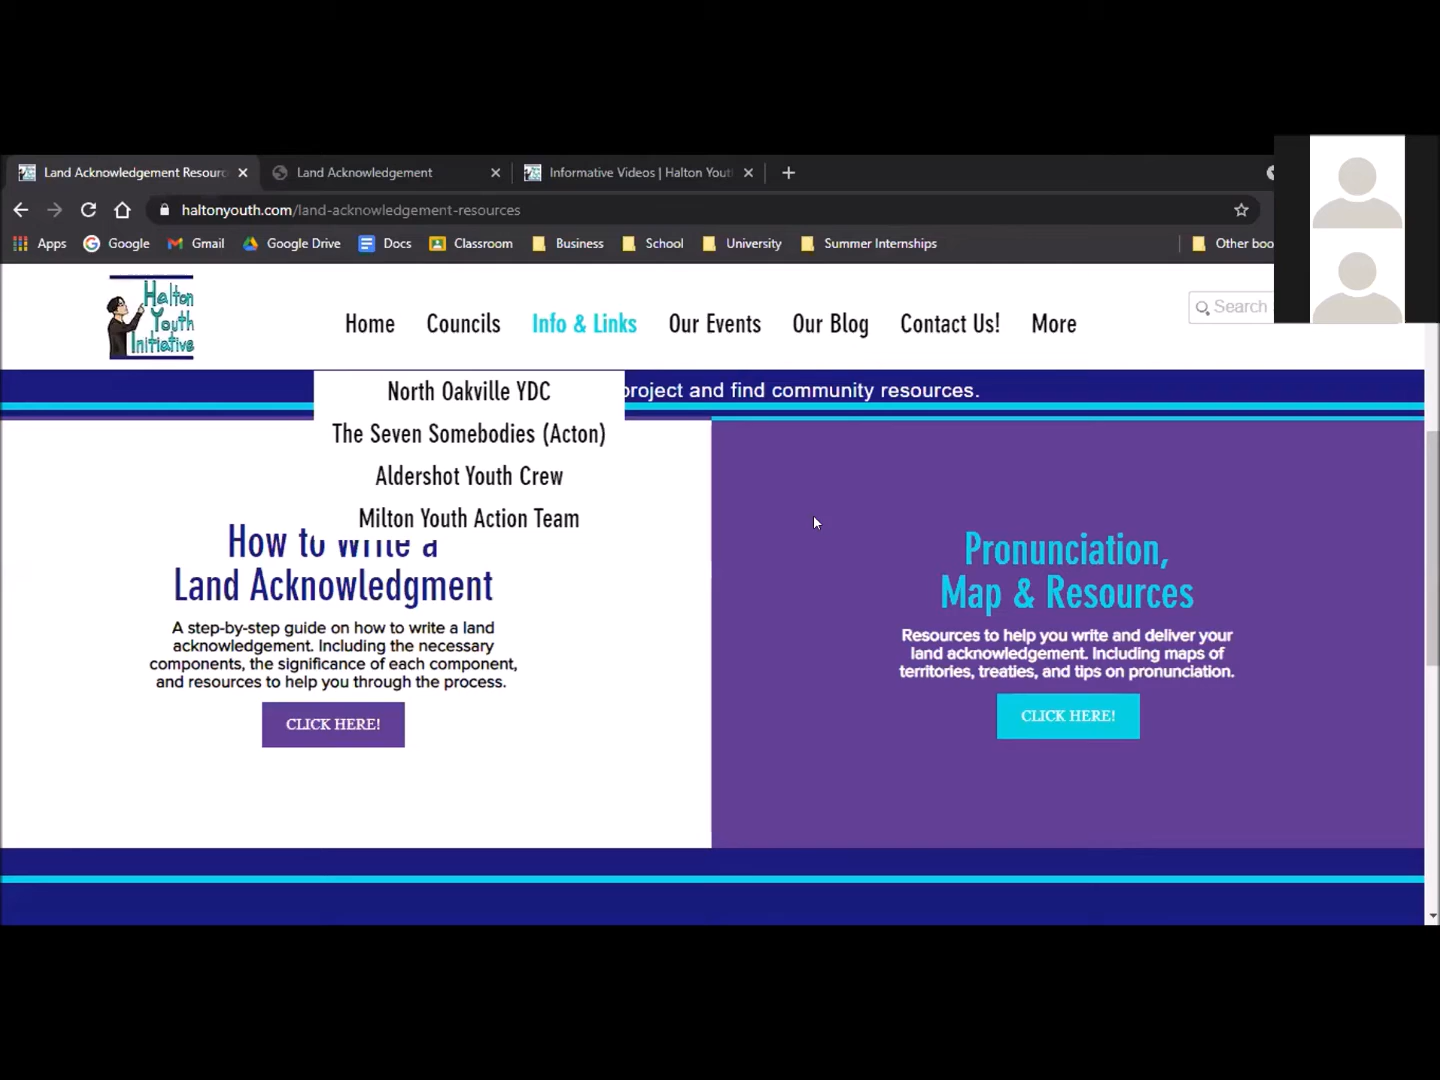 Land Acknowledgement Resourc
Land Acknowledgement
Informative Videos | Halton Yout
haltonyouth.com/land-acknowledgement-resources
Apps
Google
Gmail
Google Drive
Docs
Classroom
Business
School
University
Summer Internships
Other boo
Halton
Youth
Initiative
Home
Councils
Info & Links
Our Events
Our Blog
Contact Us!
More
Search
North Oakville YDC
The Seven Somebodies (Acton)
Aldershot Youth Crew
Milton Youth Action Team
project and find community resources.
How to Write a
Land Acknowledgment
A step-by-step guide on how to write a land
acknowledgement. Including the necessary
components, the significance of each component,
and resources to help you through the process.
CLICK HERE!
Pronunciation,
Map & Resources
Resources to help you write and deliver your
land acknowledgement. Including maps of
territories, treaties, and tips on pronunciation.
CLICK HERE!